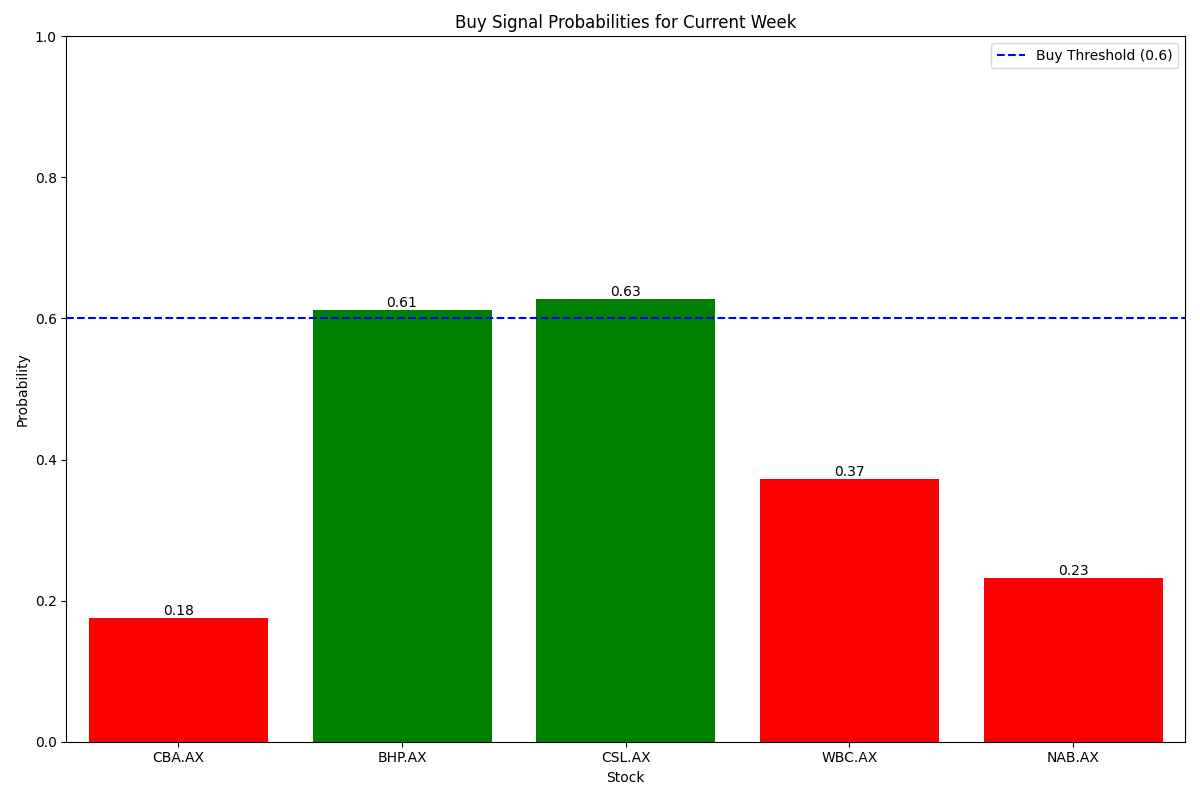 Buy Signal Probabilities for Current Week
Buy Threshold (0.6)
Probability
1.0
0.8
0.6
0.4
0.2
0.0
0.18
0.61
0.63
0.37
0.23
CBA.AX BHP.AX CSL.AX WBC.AX NAB.AX
Stock